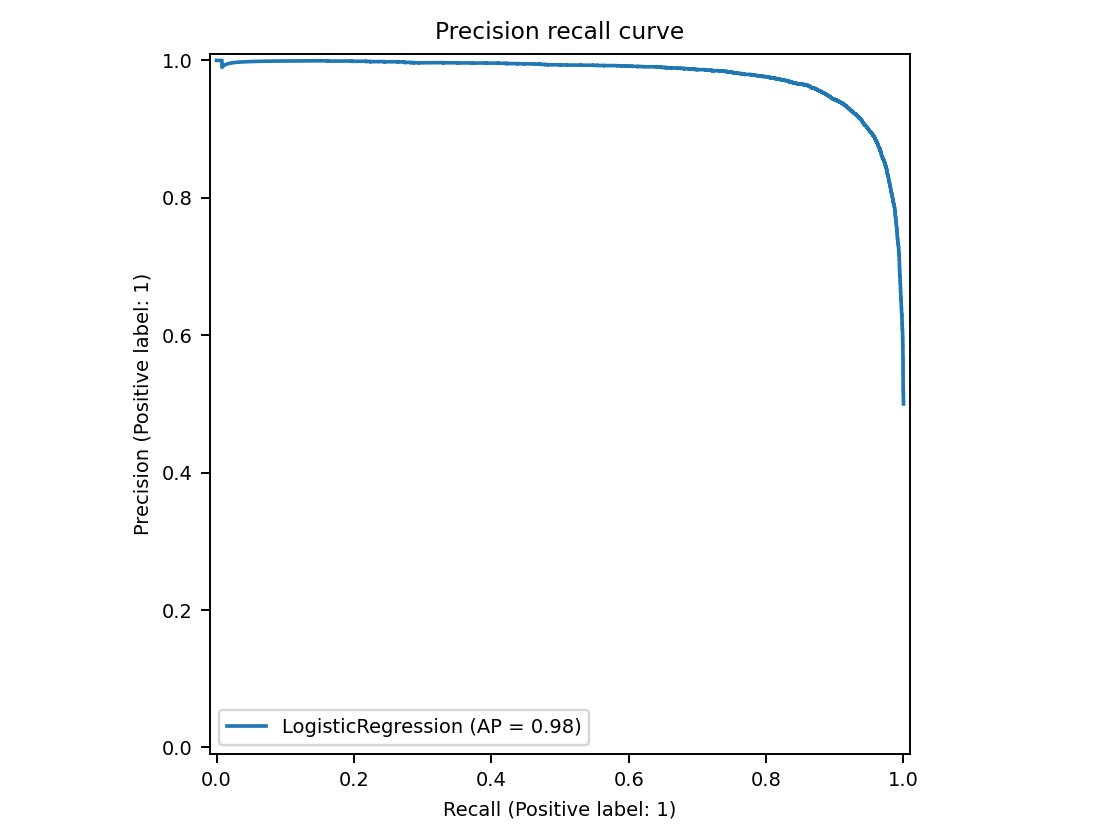 Precision recall curve
1.0
0.8
0.6
0.4
0.2
0.0
Precision (Positive label: 1)
LogisticRegression (AP = 0.98)
0.0 0.2 0.4 0.6 0.8 1.0
Recall (Positive label: 1)